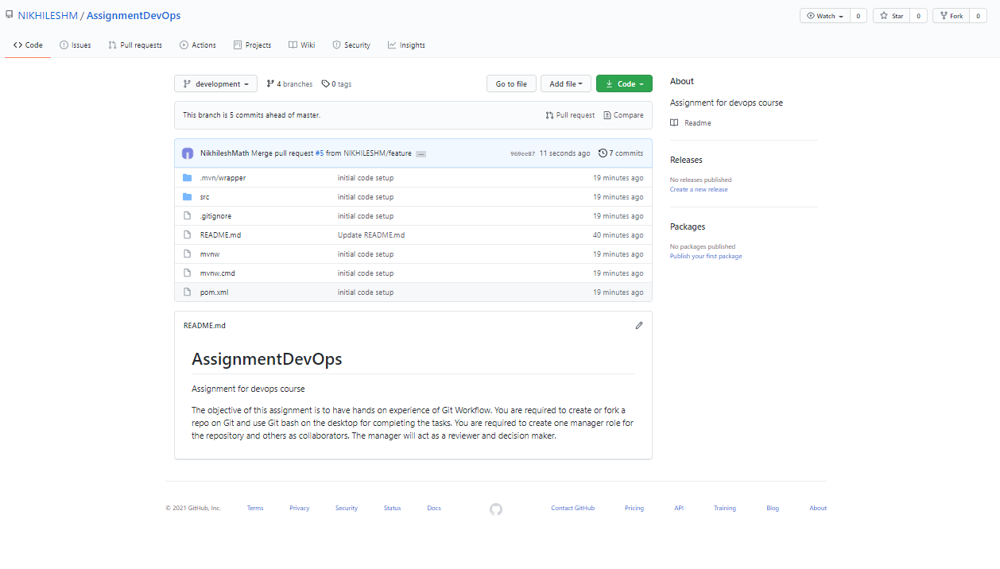 NIKHILESHM / AssignmentDevOps
Watch 0 Star 0 Fork 0
Code Issues Pull requests Actions Projects Wiki Security Insights
development 4 branches 0 tags Go to file Add file Code
This branch is 5 commits ahead of master. Pull request Compare
NikhileshMath Merge pull request #5 from NIKHILESHM/feature ... 969ee87 11 seconds ago 7 commits
.mvn/wrapper initial code setup 19 minutes ago
src initial code setup 19 minutes ago
.gitignore initial code setup 19 minutes ago
README.md Update README.md 40 minutes ago
mvnw initial code setup 19 minutes ago
mvnw.cmd initial code setup 19 minutes ago
pom.xml initial code setup 19 minutes ago
README.md
AssignmentDevOps
Assignment for devops course
The objective of this assignment is to have hands on experience of Git Workflow. You are required to create or fork a
repo on Git and use Git bash on the desktop for completing the tasks. You are required to create one manager role for
the repository and others as collaborators. The manager will act as a reviewer and decision maker.
About
Assignment for devops course
Readme
Releases
No releases published
Create a new release
Packages
No packages published
Publish your first package
© 2021 GitHub, Inc. Terms Privacy Security Status Docs Contact GitHub Pricing API Training Blog About